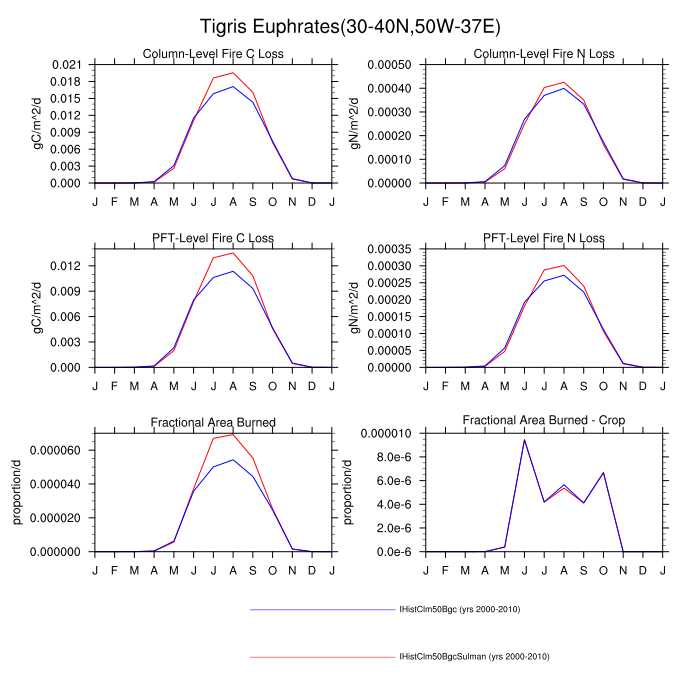 Tigris Euphrates(30-40N,50W-37E)
Column-Level Fire C Loss
gC/m^2/d
0.021
0.018
0.015
0.012
0.009
0.006
0.003
0.000
J F M A M J J A S O N D J
Column-Level Fire N Loss
gN/m^2/d
0.00050
0.00040
0.00030
0.00020
0.00010
0.00000
J F M A M J J A S O N D J
PFT-Level Fire C Loss
gC/m^2/d
0.012
0.009
0.006
0.003
0.000
J F M A M J J A S O N D J
PFT-Level Fire N Loss
gN/m^2/d
0.00035
0.00030
0.00025
0.00020
0.00015
0.00010
0.00005
0.00000
J F M A M J J A S O N D J
Fractional Area Burned
proportion/d
0.000060
0.000040
0.000020
0.000000
J F M A M J J A S O N D J
Fractional Area Burned - Crop
proportion/d
0.000010
8.0e-6
6.0e-6
4.0e-6
2.0e-6
0.0e-6
J F M A M J J A S O N D J
IHistClm50Bgc (yrs 2000-2010)
IHistClm50BgcSulman (yrs 2000-2010)